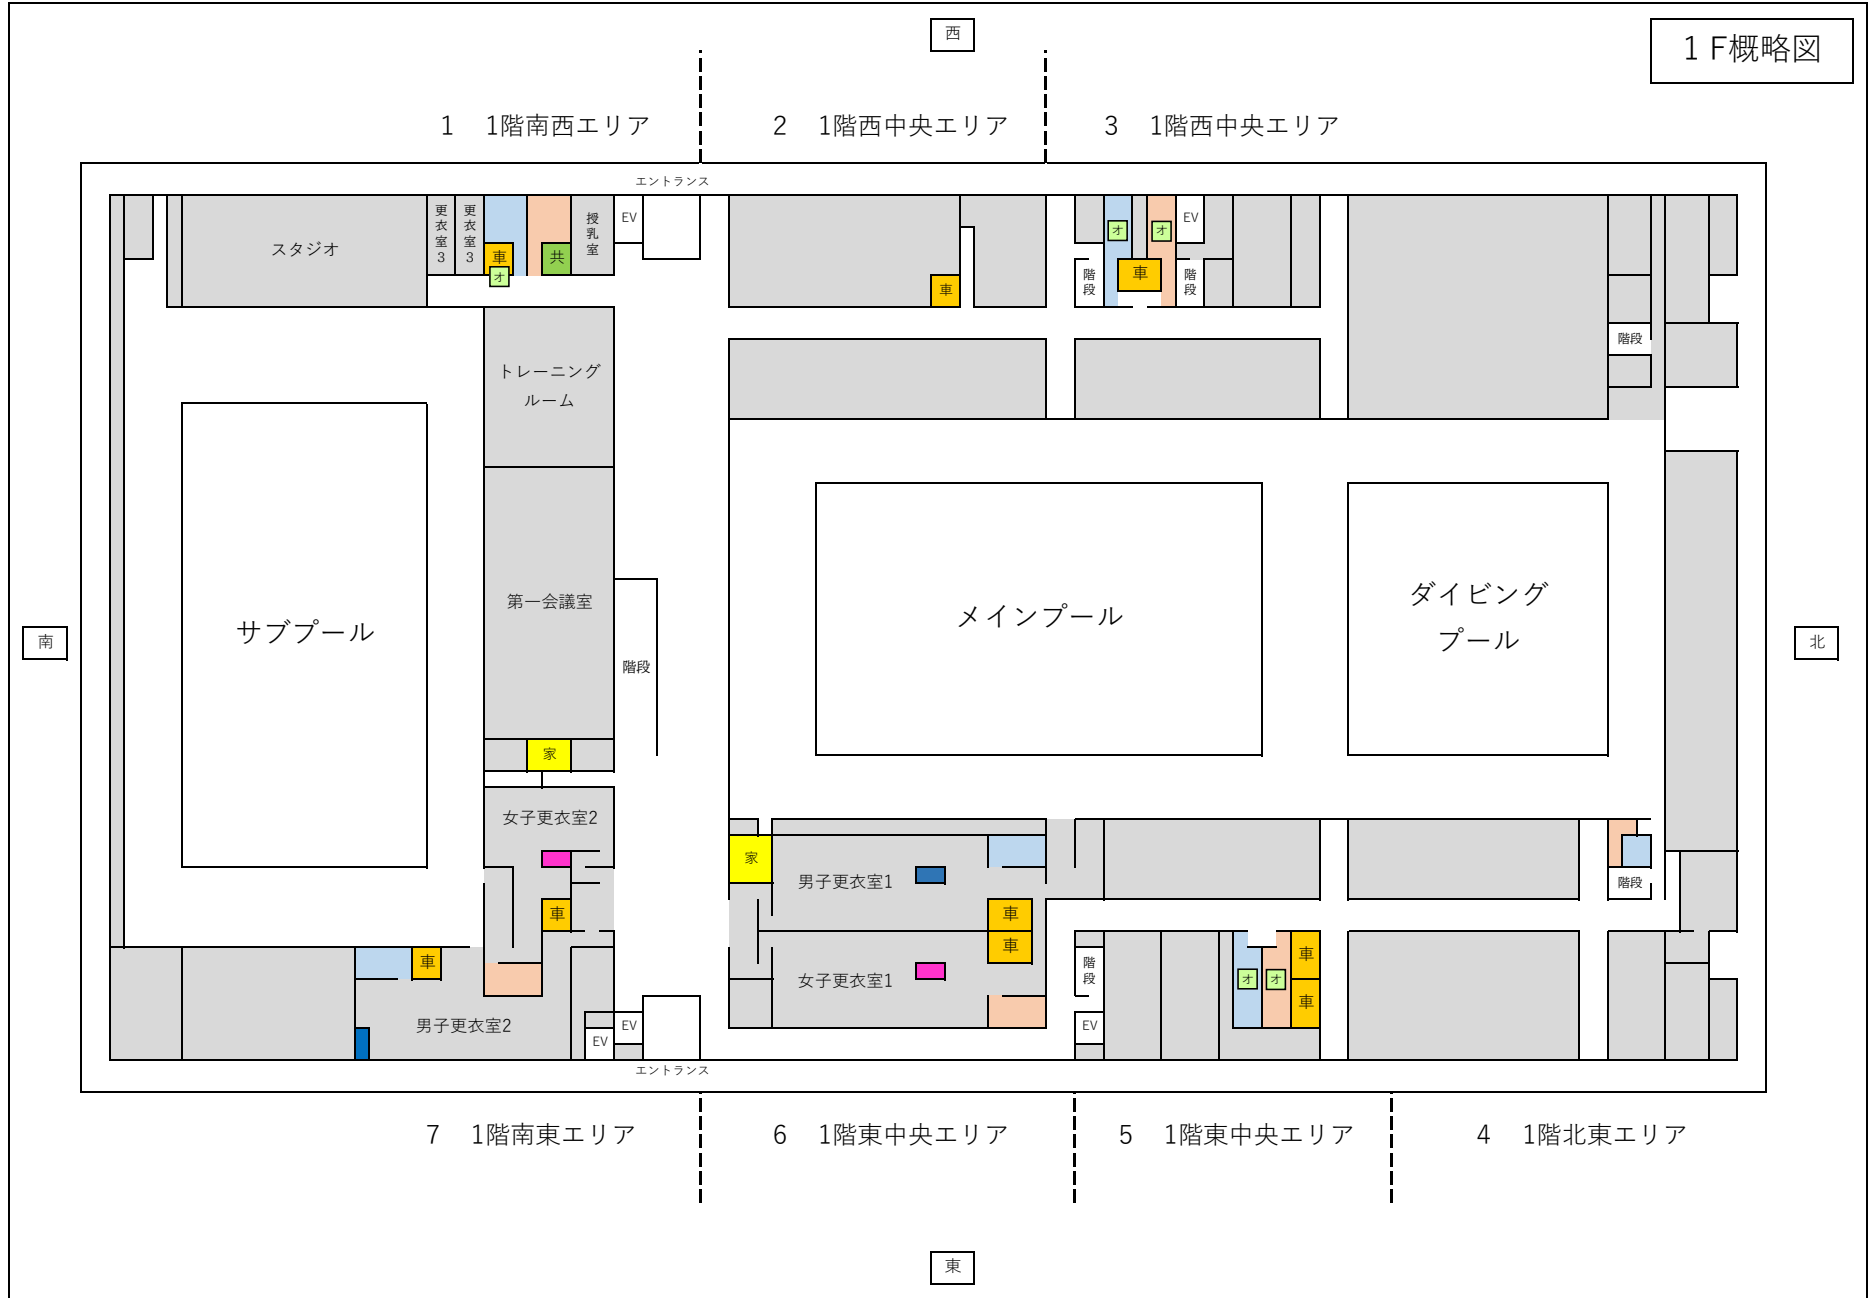 西
1 F概略図
1 1階南西エリア
2 1階西中央エリア
3 1階西中央エリア
エントランス
スタジオ
更衣室3
更衣室3
車
オ
共
授乳室
EV
車
階段
オ
オ
車
EV
階段
階段
トレーニング
ルーム
サブプール
第一会議室
階段
メインプール
ダイビング
プール
南
北
家
女子更衣室2
車
車
男子更衣室2
EV
EV
家
男子更衣室1
車
車
女子更衣室1
階段
EV
オ
オ
車
車
階段
エントランス
7 1階南東エリア
6 1階東中央エリア
5 1階東中央エリア
4 1階北東エリア
東